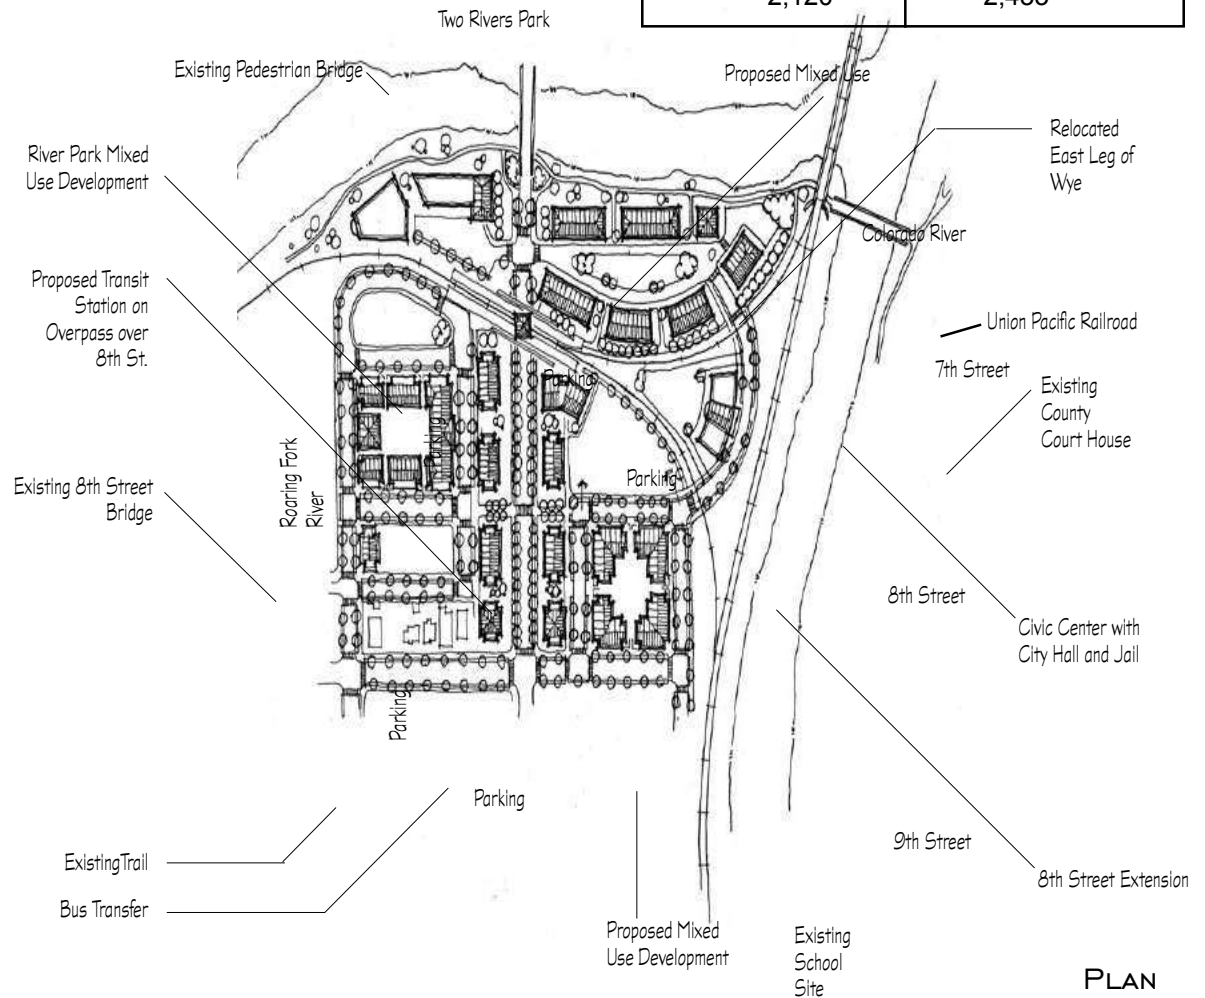 Two Rivers Park
Existing Pedestrian Bridge
Proposed Mixed Use
Relocated
East Leg of
Wye
River Park Mixed
Use Development
Colorado River
Proposed Transit
Station on
Overpass over
8th St.
Union Pacific Railroad
7th Street
Parking
Existing
County
Court House
Parking
Roaring Fork
River
Parking
Existing 8th Street
Bridge
8th Street
Civic Center with
City Hall and Jail
Parking
Parking
9th Street
ExistingTrail
8th Street Extension
Bus Transfer
Proposed Mixed
Use Development
Existing
School
Site
PLAN